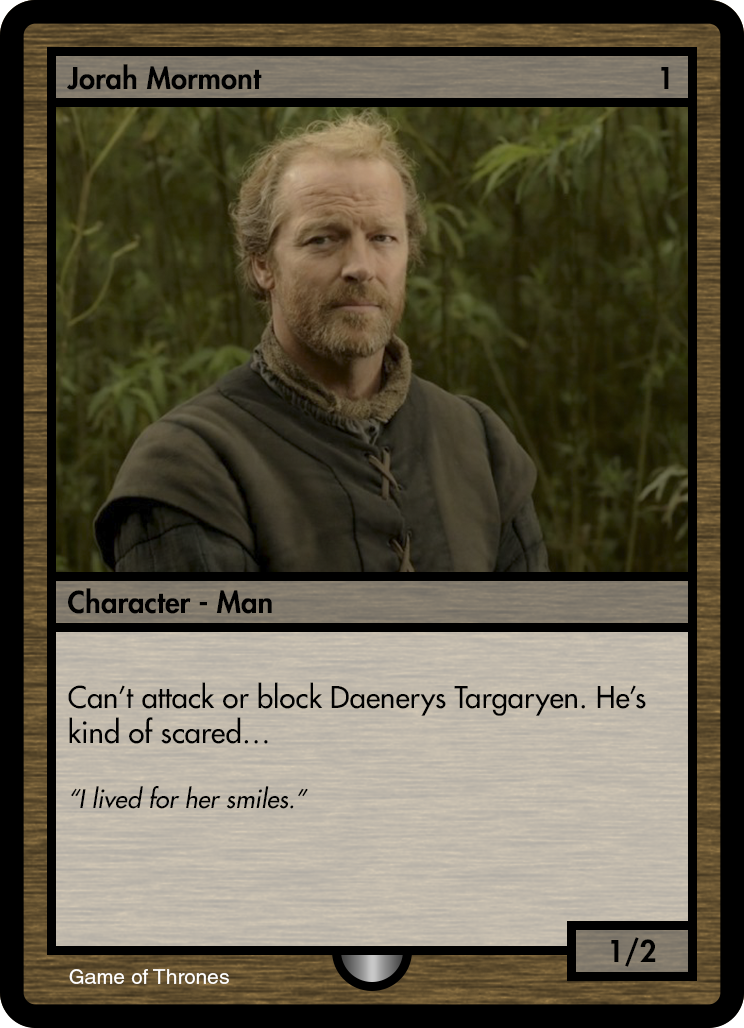 Jorah Mormont 1
Character - Man
Can’t attack or block Daenerys Targaryen. He’s
kind of scared…
“I lived for her smiles.”
1/2
Game of Thrones